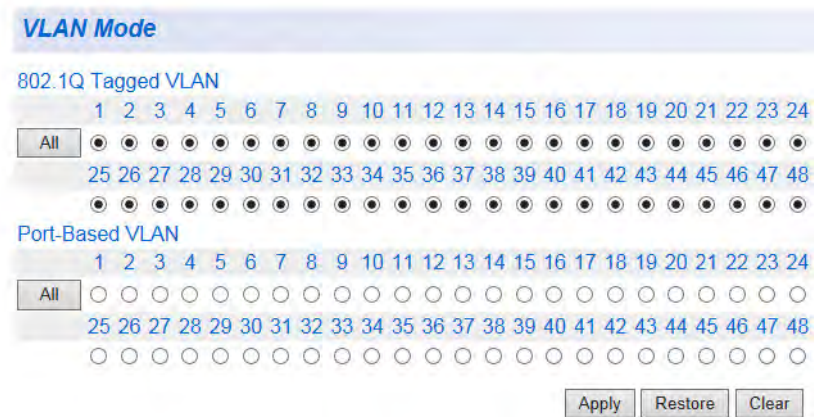 VLAN Mode
802.1Q Tagged VLAN
1 2 3 4 5 6 7 8 9 10 11 12 13 14 15 16 17 18 19 20 21 22 23 24
All
25 26 27 28 29 30 31 32 33 34 35 36 37 38 39 40 41 42 43 44 45 46 47 48
Port-Based VLAN
1 2 3 4 5 6 7 8 9 10 11 12 13 14 15 16 17 18 19 20 21 22 23 24
All
25 26 27 28 29 30 31 32 33 34 35 36 37 38 39 40 41 42 43 44 45 46 47 48
Apply Restore Clear